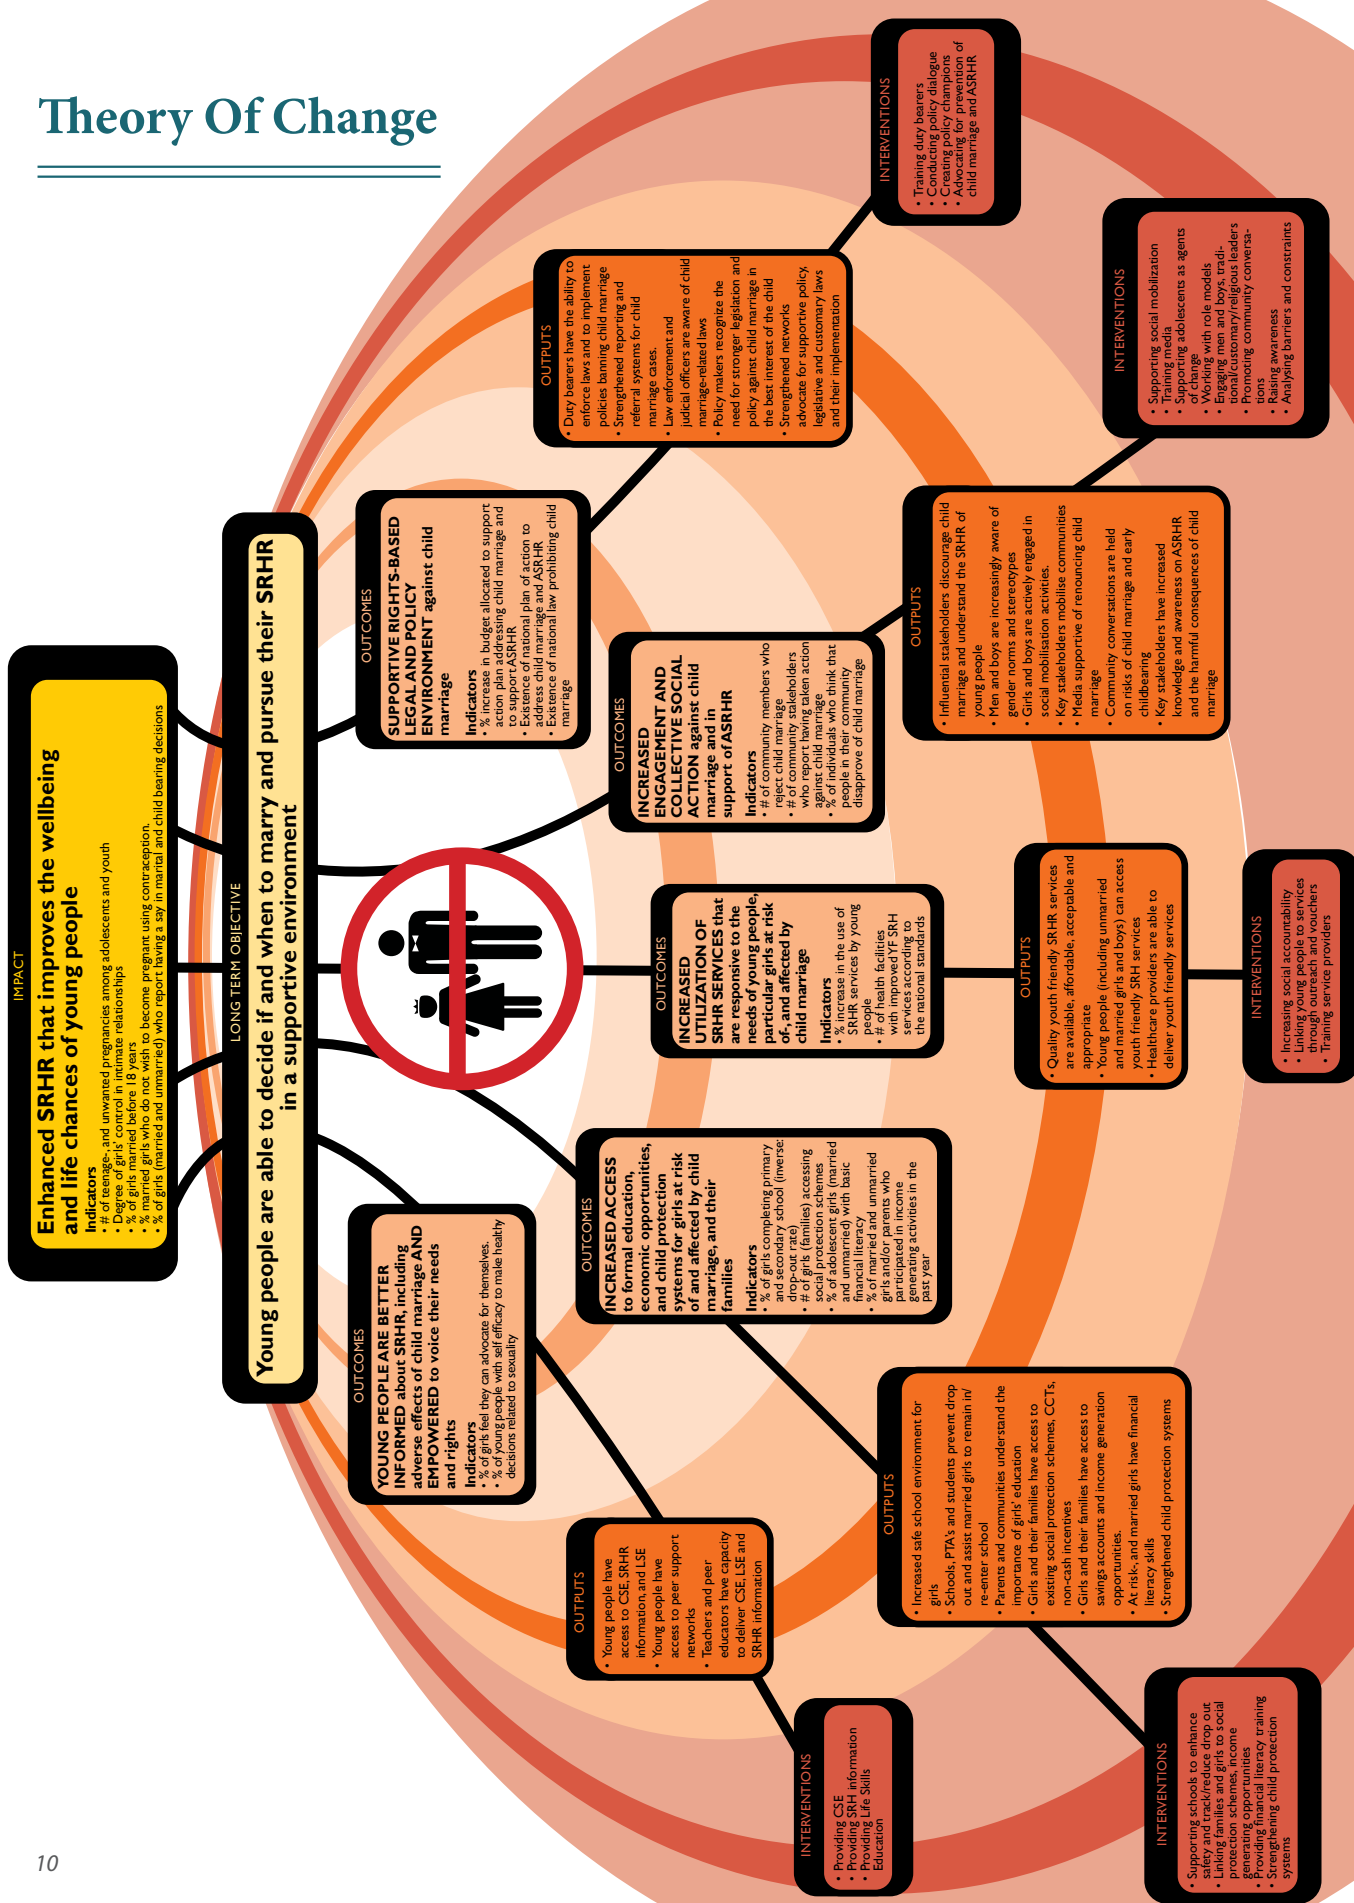 Theory Of Change
IMPACT
Enhanced SRHR that improves the wellbeing
and life chances of young people
Indicators
• # of teenage-, and unwanted pregnancies among adolescents and youth
• Degree of girls' control in intimate relationships
• % of girls married before 18 years
• % married girls who do not wish to become pregnant using contraception.
• % of girls (married and unmarried) who report having a say in marital and child bearing decisions
LONG TERM OBJECTIVE
Young people are able to decide if and when to marry and pursue their SRHR
in a supportive environment
OUTCOMES
YOUNG PEOPLE ARE BETTER
INFORMED about SRHR, including
adverse effects of child marriage AND
EMPOWERED to voice their needs
and rights
Indicators
• % of girls feel they can advocate for themselves.
• % of young people with self efficacy to make healthy
decisions related to sexuality
OUTCOMES
INCREASED ACCESS
to formal education,
economic opportunities,
and child protection
systems for girls at risk
of and affected by child
marriage, and their
families
Indicators
• % of girls completing primary
and secondary school (inverse:
drop-out rate)
• # of girls (families) accessing
social protection schemes
• % of adolescent girls (married
and unmarried) with basic
financial literacy
• % of married and unmarried
girls and/or parents who
participated in income
generating activities in the
past year
OUTCOMES
INCREASED
UTILIZATION OF
SRHR SERVICES that
are responsive to the
needs of young people,
particular girls at risk
of-, and affected by
child marriage
Indicators
• % increase in the use of
SRHR services by young
people
• # of health facilities
with improved YF SRH
services according to
the national standards
OUTCOMES
INCREASED
ENGAGEMENT AND
COLLECTIVE SOCIAL
ACTION against child
marriage and in
support of ASRHR
Indicators
• # of community members who
reject child marriage
• # of community stakeholders
who report having taken action
against child marriage
• % of individuals who think that
people in their community
disapprove of child marriage
OUTCOMES
SUPPORTIVE RIGHTS-BASED
LEGAL AND POLICY
ENVIRONMENT against child
marriage
Indicators
• % increase in budget allocated to support
action plan addressing child marriage and
to support ASRHR
• Existence of national plan of action to
address child marriage and ASRHR
• Existence of national law prohibiting child
marriage
OUTPUTS
• Young people have
access to CSE, SRHR
information, and LSE
• Young people have
access to peer support
networks
• Teachers and peer
educators have capacity
to deliver CSE, LSE and
SRHR information
OUTPUTS
• Increased safe school environment for
girls
• Schools, PTA's and students prevent drop
out and assist married girls to remain in/
re-enter school
• Parents and communities understand the
importance of girls' education
• Girls and their families have access to
existing social protection schemes, CCTs,
non-cash incentives
• Girls and their families have access to
savings accounts and income generation
opportunities.
• At risk-, and married girls have financial
literacy skills
• Strengthened child protection systems
OUTPUTS
• Quality youth friendly SRHR services
are available, affordable, acceptable and
appropriate
• Young people (including unmarried
and married girls and boys) can access
youth friendly SRH services
• Healthcare providers are able to
deliver youth friendly services
OUTPUTS
• Influential stakeholders discourage child
marriage and understand the SRHR of
young people
• Men and boys are increasingly aware of
gender norms and stereotypes
• Girls and boys are actively engaged in
social mobilisation activities.
• Key stakeholders mobilise communities
• Media supportive of renouncing child
marriage
• Community conversations are held
on risks of child marriage and early
childbearing
• Key stakeholders have increased
knowledge and awareness on ASRHR
and the harmful consequences of child
marriage
OUTPUTS
• Duty bearers have the ability to
enforce laws and to implement
policies banning child marriage
• Strengthened reporting and
referral systems for child
marriage cases.
• Law enforcement and
judicial officers are aware of child
marriage-related laws
• Policy makers recognize the
need for stronger legislation and
policy against child marriage in
the best interest of the child
• Strengthened networks
advocate for supportive policy,
legislative and customary laws
and their implementation
INTERVENTIONS
• Providing CSE
• Providing SRH information
• Providing Life Skills
Education
INTERVENTIONS
• Supporting schools to enhance
safety and track/reduce drop out
• Linking families and girls to social
protection schemes, income
generating opportunities
• Providing financial literacy training
• Strengthening child protection
systems
INTERVENTIONS
• Increasing social accountability
• Linking young people to services
through outreach and vouchers
• Training service providers
INTERVENTIONS
• Supporting social mobilization
• Training media
• Supporting adolescents as agents
of change
• Working with role models
• Engaging men and boys, tradi-
tional/customary/religious leaders
• Promoting community conversa-
tions
• Raising awareness
• Analysing barriers and constraints
INTERVENTIONS
• Training duty bearers
• Conducting policy dialogue
• Creating policy champions
• Advocating for prevention of
child marriage and ASRHR
10